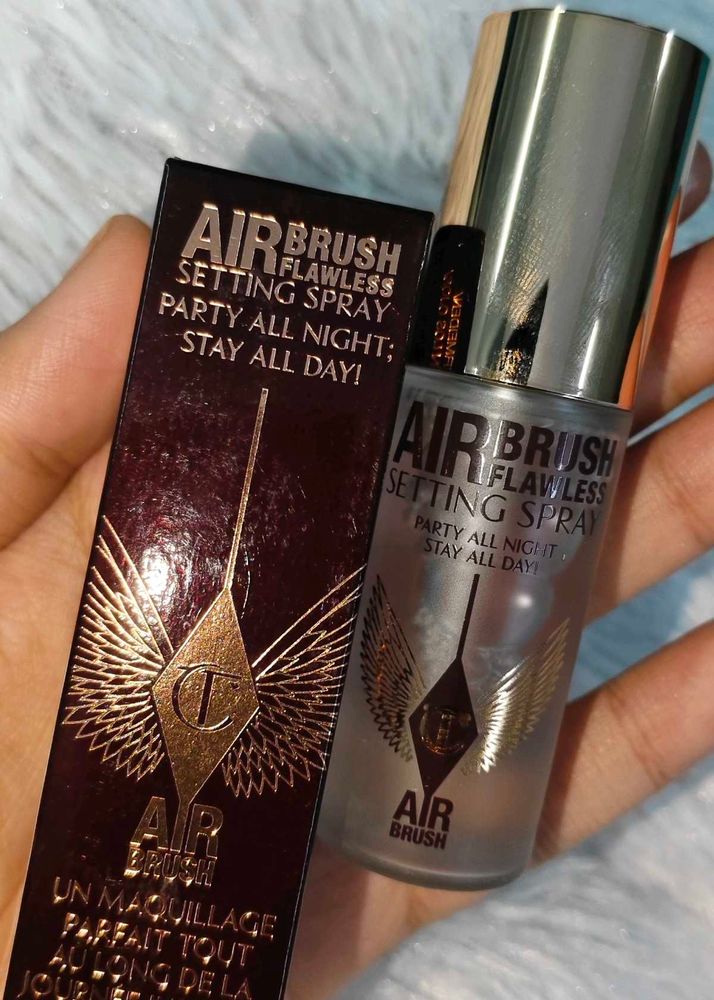 AIRBRUSH
FLAWLESS
SETTING SPRAY
PARTY ALL NIGHT;
STAY ALL DAY!
CT
AIR
BRUSH
UN MAQUILLAGE
PARFAIT TOUT
AU LONG DE LA
AIRBRUSH
FLAWLESS
SETTING SPRAY
PARTY ALL NIGHT,
STAY ALL DAY!
CT
AIR
BRUSH